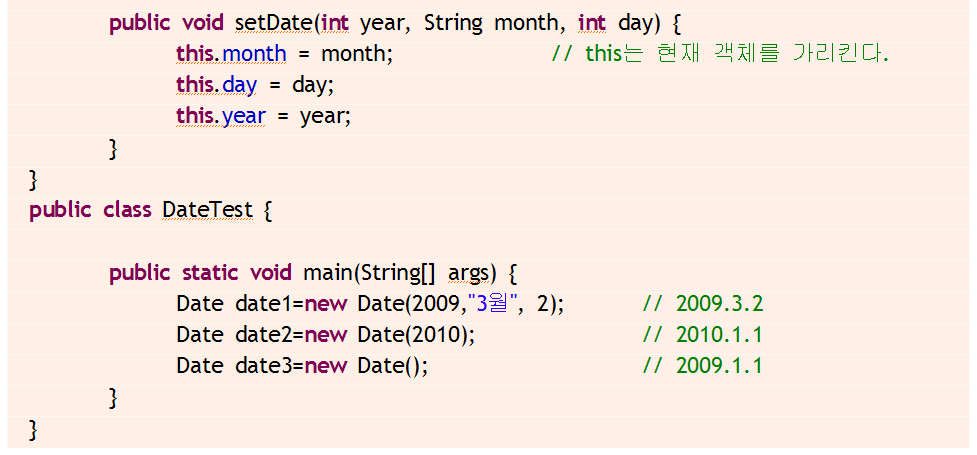 public void setDate(int year, String month, int day) {
this.month = month; // this는 현재 객체를 가리킨다.
this.day = day;
this.year = year;
}
}
public class DateTest {
public static void main(String[] args) {
Date date1=new Date(2009,"3월", 2); // 2009.3.2
Date date2=new Date(2010); // 2010.1.1
Date date3=new Date(); // 2009.1.1
}
}